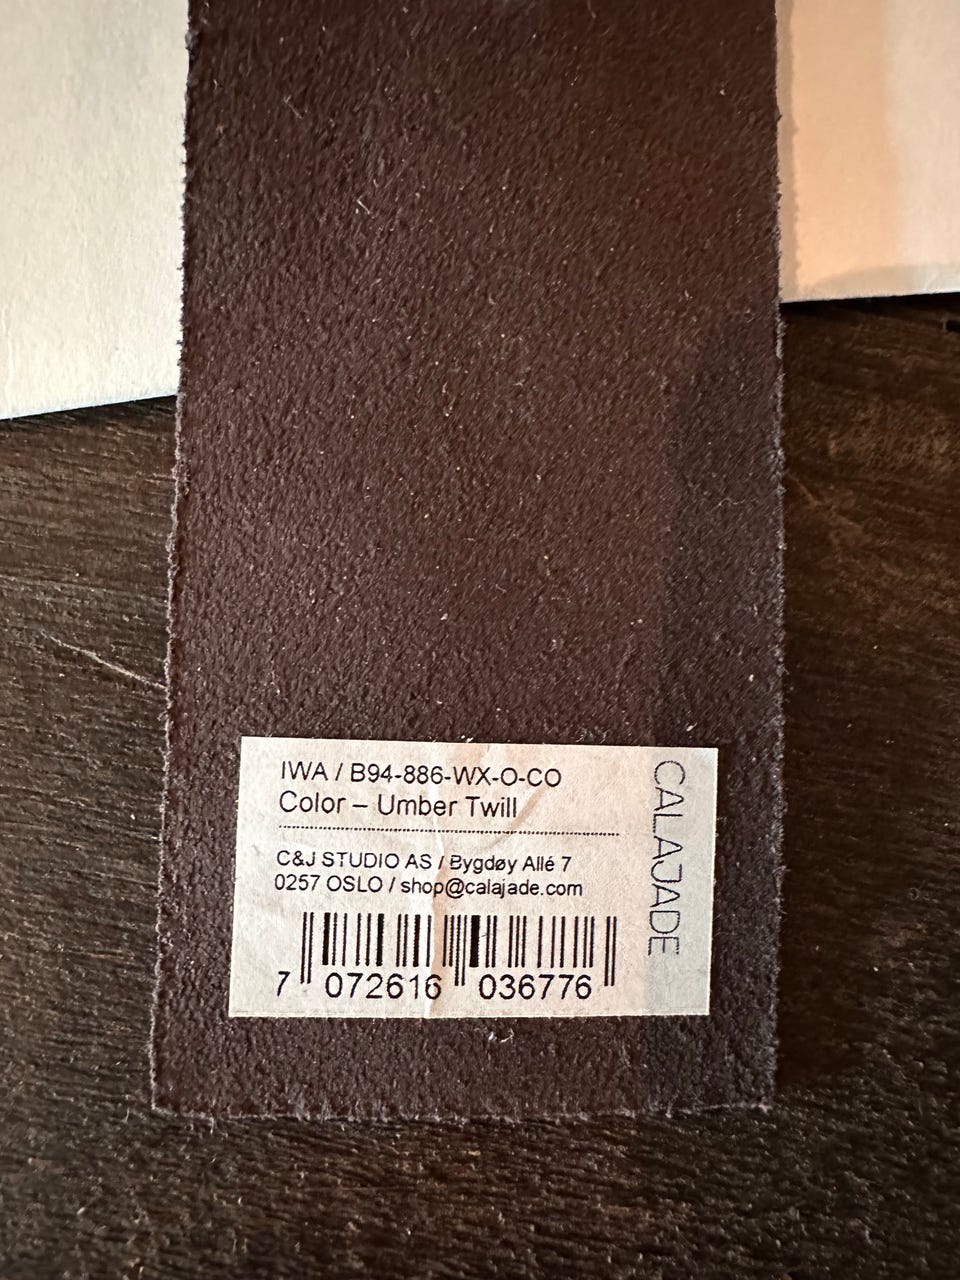 IWA / B94-886-WX-O-CO
Color – Umber Twill
C&J STUDIO AS / Bygdøy Allé 7
0257 OSLO / shop@calajade.com
7 072616 036776
CALAJADE